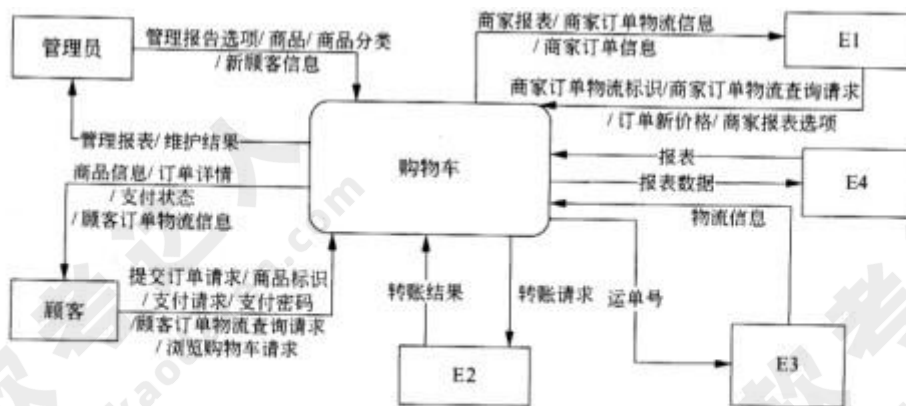 管理员
管理报告选项/商品/商品分类
/新顾客信息
商家报表/商家订单物流信息
/商家订单信息
E1
商家订单物流标识/商家订单物流查询请求
/订单新价格/商家报表选项
管理报表/维护结果
购物车
商品信息/订单详情
/支付状态
/顾客订单物流信息
报表
报表数据
E4
物流信息
提交订单请求/商品标识
/支付请求/支付密码
/顾客订单物流查询请求
/浏览购物车请求
顾客
转账结果
转账请求
运单号
E2
E3